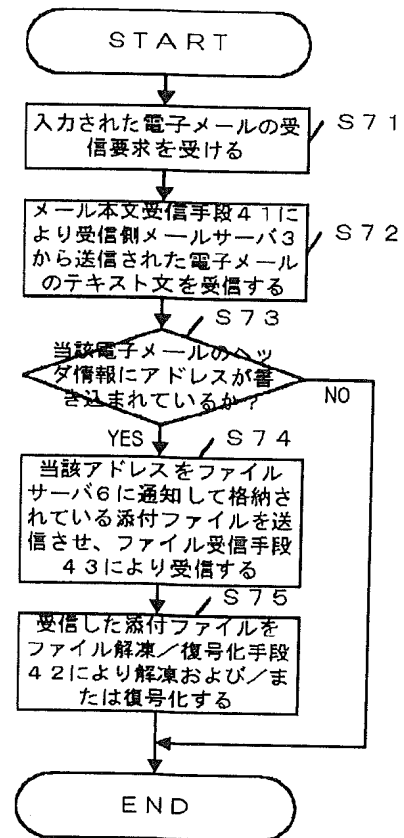 START
S71
入力された電子メールの受
信要求を受ける
S72
メール本文受信手段41に
より受信側メールサーバ3
から送信された電子メール
のテキスト文を受信する
S73
当該電子メールのヘッ
ダ情報にアドレスが書
き込まれているか?
NO
YES
S74
当該アドレスをファイル
サーバ6に通知して格納さ
れている添付ファイルを送
信させ、ファイル受信手段
43により受信する
S75
受信した添付ファイルを
ファイル解凍/復号化手段
42により解凍および/ま
たは復号化する
END